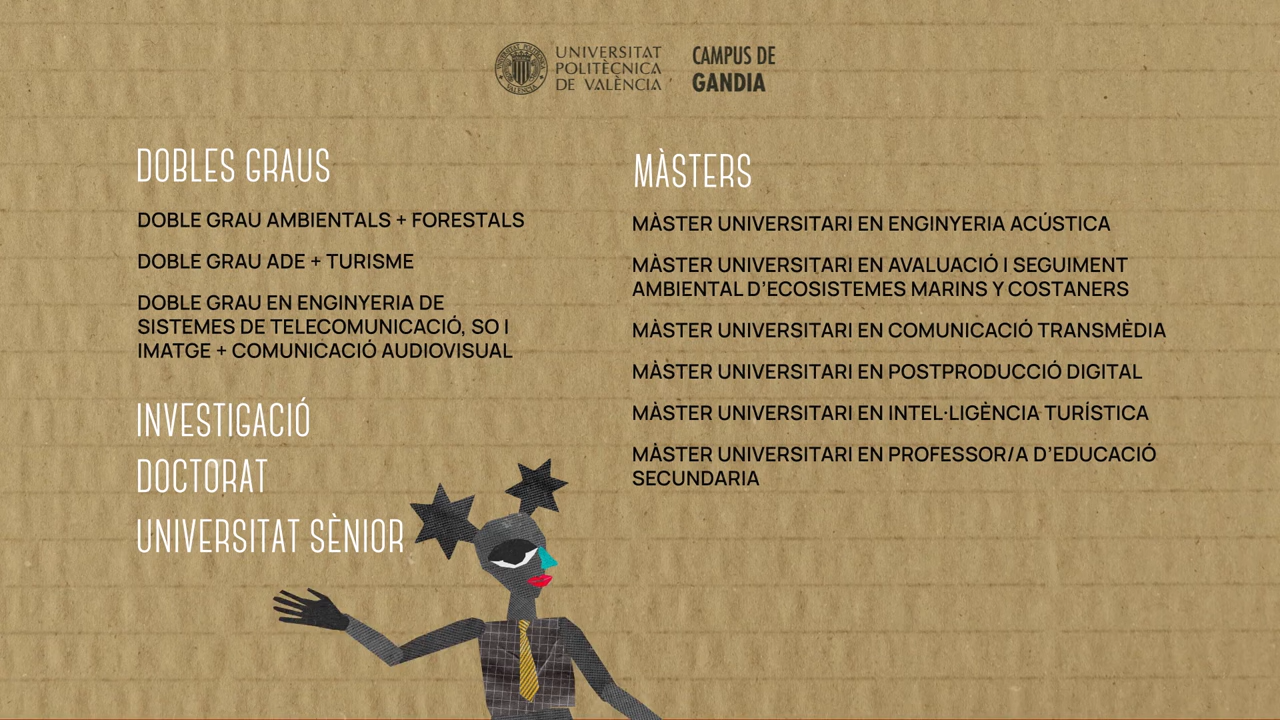 UNIVERSITAT
POLITÈCNICA
DE VALÈNCIA
CAMPUS DE
GANDIA
DOBLES GRAUS
DOBLE GRAU AMBIENTALS + FORESTALS
DOBLE GRAU ADE + TURISME
DOBLE GRAU EN ENGINYERIA DE
SISTEMES DE TELECOMUNICACIÓ, SO I
IMATGE + COMUNICACIÓ AUDIOVISUAL
INVESTIGACIÓ
DOCTORAT
UNIVERSITAT SÈNIOR
MÀSTERS
MÀSTER UNIVERSITARI EN ENGINYERIA ACÚSTICA
MÀSTER UNIVERSITARI EN AVALUACIÓ I SEGUIMENT
AMBIENTAL D'ECOSISTEMES MARINS Y COSTANERS
MÀSTER UNIVERSITARI EN COMUNICACIÓ TRANSMÈDIA
MÀSTER UNIVERSITARI EN POSTPRODUCCIÓ DIGITAL
MÀSTER UNIVERSITARI EN INTEL·LIGÈNCIA TURÍSTICA
MÀSTER UNIVERSITARI EN PROFESSOR/A D'EDUCACIÓ
SECUNDARIA